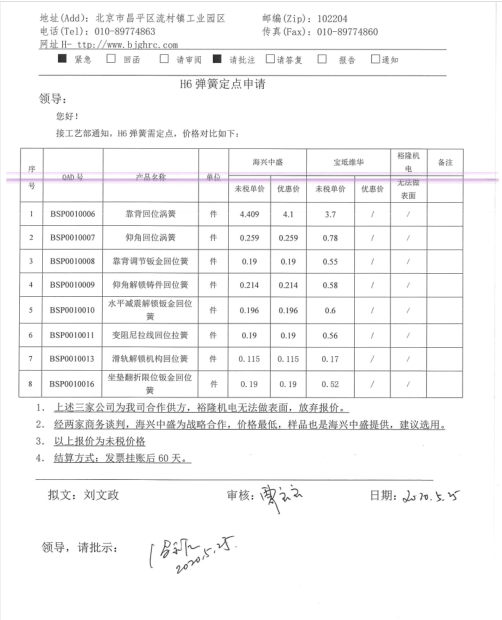 地址(Add): 北京市昌平区流村镇工业园区 邮编(Zip): 102204
电话(Tel): 010-89774863 传真(Fax): 010-89774860
网址 H- ttp://www.bjghrc.com
■ 紧急 □ 回函 □ 请审阅 ■ 请批注 □请答复 □ 报告 □通知
H6 弹簧定点申请
领导:
您好!
接工艺部通知,H6 弹簧需定点,价格对比如下:
序号 QAD 号 产品名称 单位 海兴中盛 宝坻维华 裕隆机电 备注
未税单价 优惠价 未税单价 优惠价 无法做表面
1 BSP0010006 靠背回位涡簧 件 4.409 4.1 3.7 / /
2 BSP0010007 仰角回位涡簧 件 0.259 0.259 0.78 / /
3 BSP0010008 靠背调节钣金回位簧 件 0.19 0.19 0.55 / /
4 BSP0010009 仰角解锁铸件回位簧 件 0.214 0.214 0.58 / /
5 BSP0010010 水平减震解锁钣金回位簧 件 0.196 0.196 0.6 / /
6 BSP0010011 变阻尼拉线回位拉簧 件 0.19 0.19 0.56 / /
7 BSP0010013 滑轨解锁机构回位簧 件 0.115 0.115 0.17 / /
8 BSP0010016 坐垫翻折限位钣金回位簧 件 0.19 0.19 0.52 / /
1. 上述三家公司为我司合作供方,裕隆机电无法做表面,放弃报价。
2. 经两家商务谈判,海兴中盛为战略合作,价格最低,样品也是海兴中盛提供,建议选用。
3. 以上报价为未税价格
4. 结算方式:发票挂账后 60 天。
拟文:刘文政 审核: 日期:2020.5.25
领导,请批示:
2020.5.25.